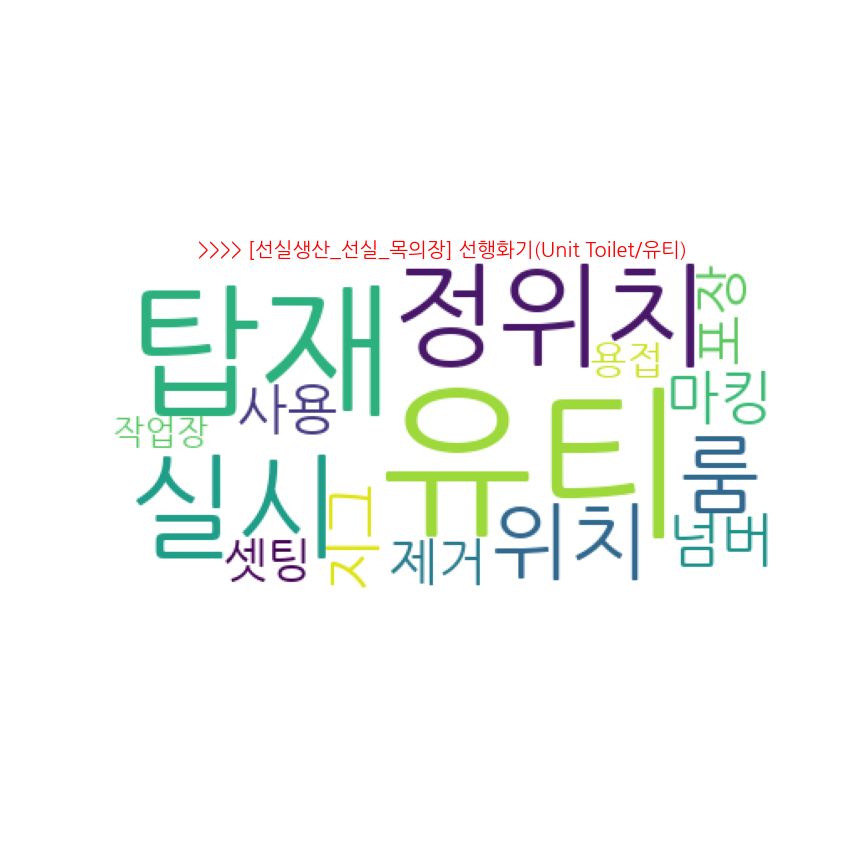 >>>> [선실생산_선실_목의장] 선행화기(Unit Toilet/유티)
탑재
정위치
포장
용접
사용
마킹
작업장
유티
룸
실시
지그
위치
넘버
셋팅
제거